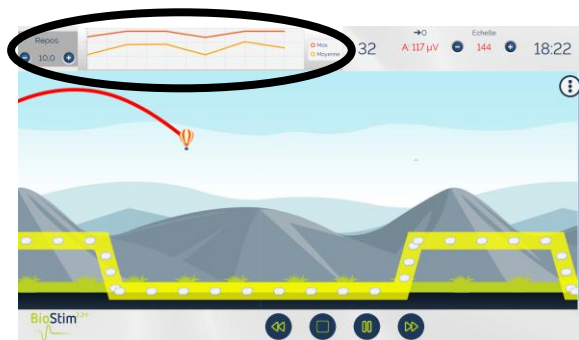 Repos
10,0
Max
Moyenne
32
→0
A: 117 µV
Echelle
144
18:22
BioStim